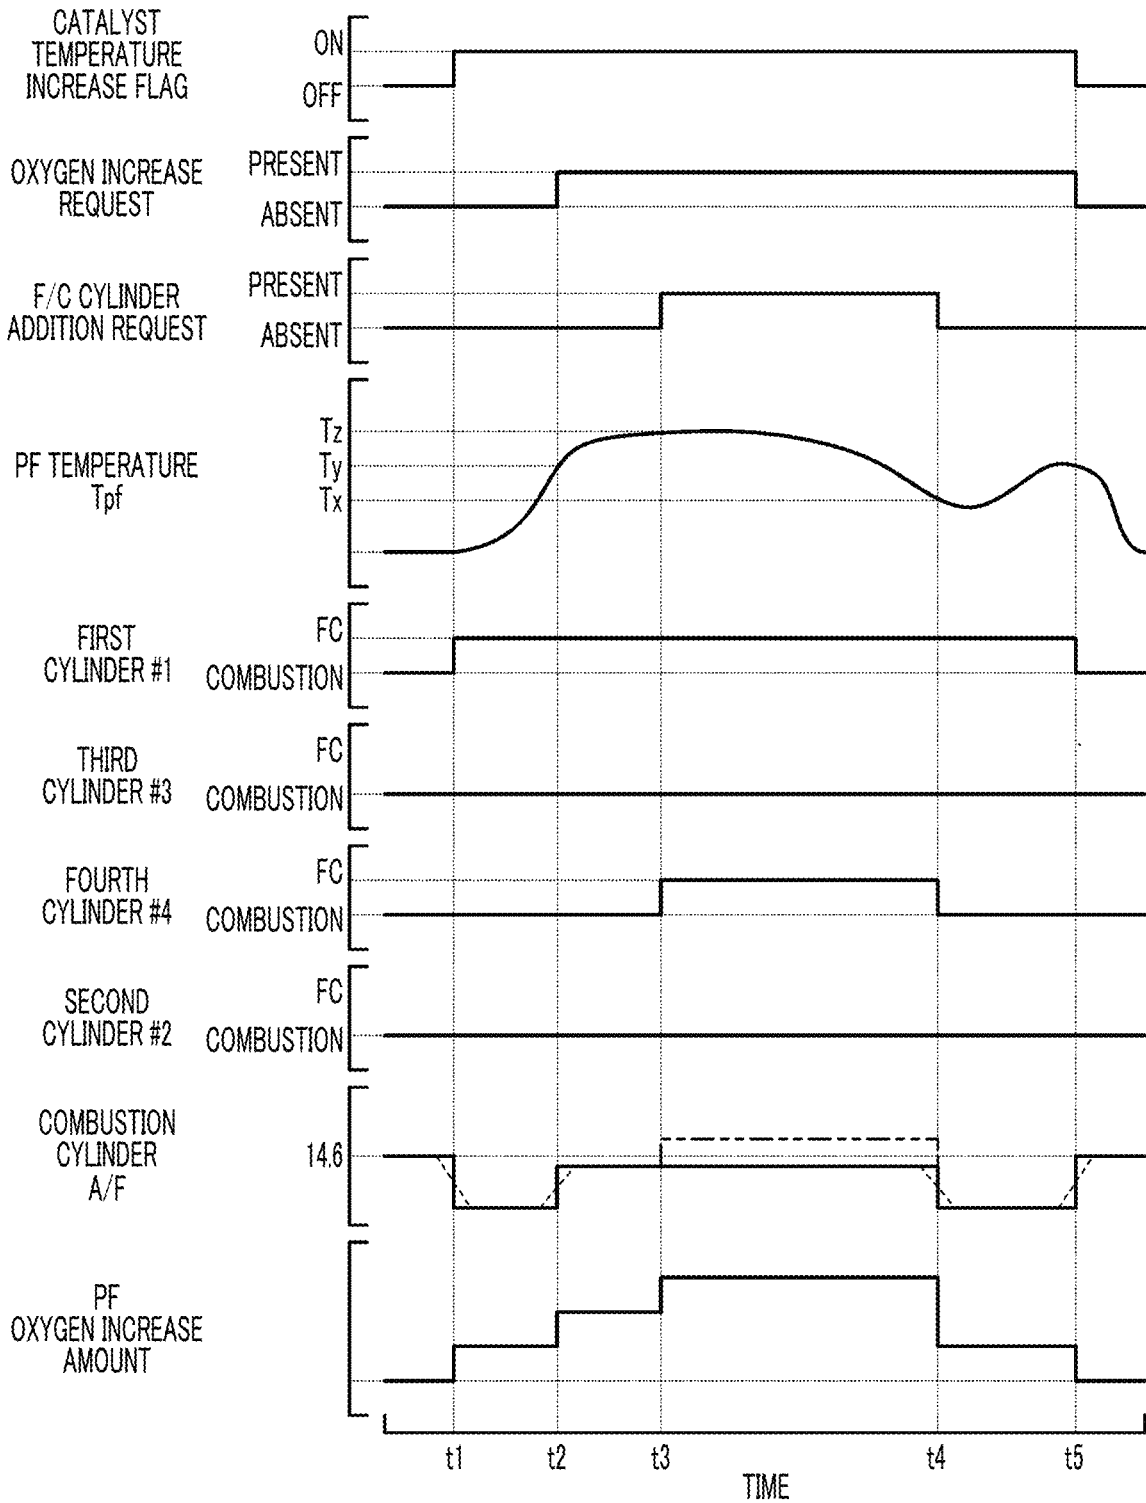 CATALYST
TEMPERATURE
INCREASE FLAG
ON
OFF
OXYGEN INCREASE
REQUEST
PRESENT
ABSENT
F/C CYLINDER
ADDITION REQUEST
PRESENT
ABSENT
PF TEMPERATURE
Tpf
Tz
Ty
Tx
FIRST
CYLINDER #1
FC
COMBUSTION
THIRD
CYLINDER #3
FC
COMBUSTION
FOURTH
CYLINDER #4
FC
COMBUSTION
SECOND
CYLINDER #2
FC
COMBUSTION
COMBUSTION
CYLINDER
A/F
14.6
PF
OXYGEN INCREASE
AMOUNT
t1 t2 t3 t4 t5
TIME